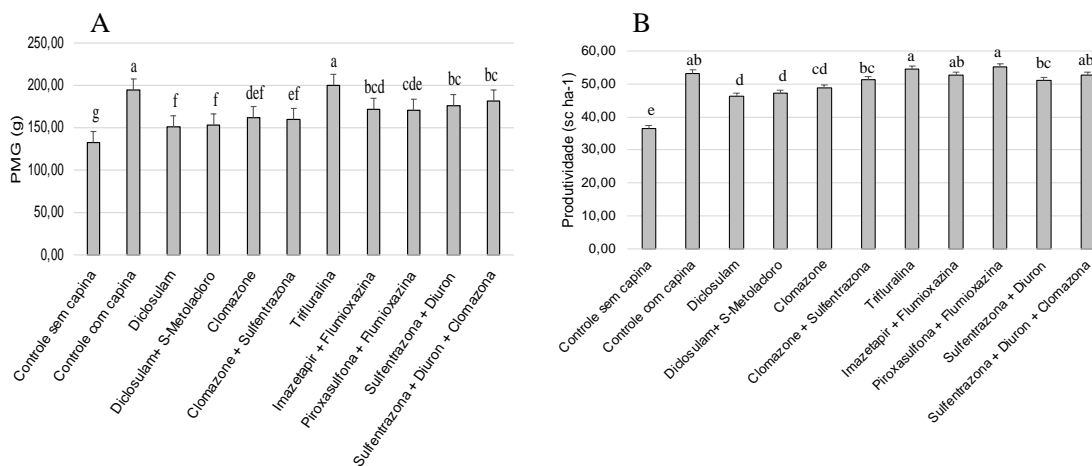 A
250,00
200,00
150,00
100,00
50,00
0,00
PMG (g)
g
a
f
f
def
ef
a
bcd
cde
bc
bc
Controle sem capina
Controle com capina
Diclosulam
Diclosulam+ S-Metolacloro
Clomazone
Clomazone + Sulfentrazona
Trifluralina
Imazetapir + Flumioxazina
Piroxasulfona + Flumioxazina
Sulfentrazona + Diuron
Sulfentrazona + Diuron + Clomazona
B
60,00
50,00
40,00
30,00
20,00
10,00
0,00
Produtividade (sc ha-1)
e
ab
d
d
cd
bc
a
ab
a
bc
ab
Controle sem capina
Controle com capina
Diclosulam
Diclosulam+ S-Metolacloro
Clomazone
Clomazone + Sulfentrazona
Trifluralina
Imazetapir + Flumioxazina
Piroxasulfona + Flumioxazina
Sulfentrazona + Diuron
Sulfentrazona + Diuron + Clomazona